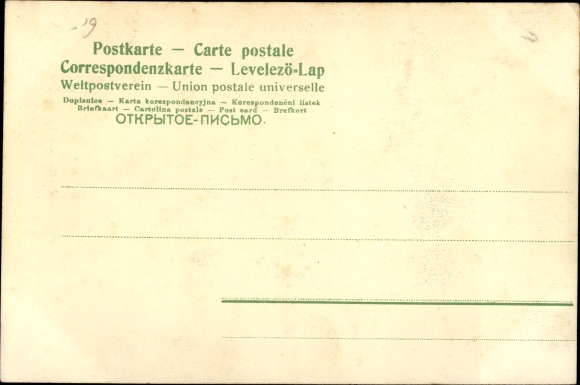 Postkarte — Carte postale
Correspondenzkarte — Levelező-Lap
Weltpostverein — Union postale universelle
Dopisnice — Karta korespondencyjna — Korespondenční lístek
Briefkaart — Cartolina postale — Post card — Brefkort
ОТКРЫТОЕ-ПИСЬМО.